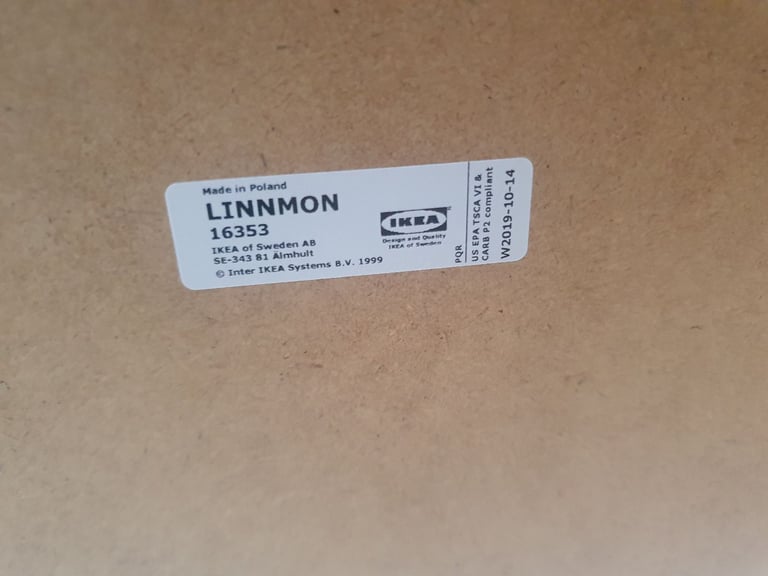 Made in Poland
LINNMON
16353
IKEA of Sweden AB
SE-343 81 Älmhult
© Inter IKEA Systems B.V. 1999
IKEA
Design and Quality
IKEA of Sweden
PQR
US EPA TSCA VI &
CARB P2 compliant
W2019-10-14